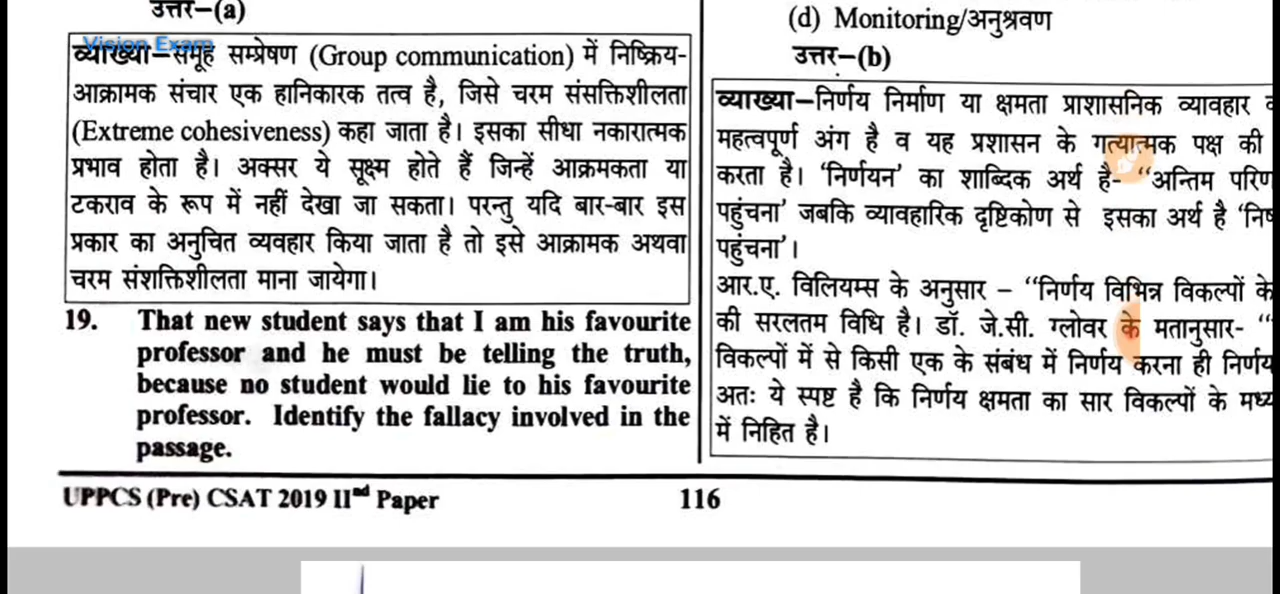 उत्तर–(a)
Vision Exam
व्याख्या–समूह सम्प्रेषण (Group communication) में निष्क्रिय-
आक्रामक संचार एक हानिकारक तत्व है, जिसे चरम संसक्तिशीलता
(Extreme cohesiveness) कहा जाता है। इसका सीधा नकारात्मक
प्रभाव होता है। अक्सर ये सूक्ष्म होते हैं जिन्हें आक्रमकता या
टकराव के रूप में नहीं देखा जा सकता। परन्तु यदि बार-बार इस
प्रकार का अनुचित व्यवहार किया जाता है तो इसे आक्रामक अथवा
चरम संशक्तिशीलता माना जायेगा।
19. That new student says that I am his favourite
professor and he must be telling the truth,
because no student would lie to his favourite
professor. Identify the fallacy involved in the
passage.
(d) Monitoring/अनुश्रवण
उत्तर–(b)
व्याख्या–निर्णय निर्माण या क्षमता प्राशासनिक व्यवहार
महत्वपूर्ण अंग है व यह प्रशासन के गत्यात्मक पक्ष की
करता है। ‘निर्णयन’ का शाब्दिक अर्थ है- “अन्तिम
पहुंचना’ जबकि व्यावहारिक दृष्टिकोण से इसका अर्थ है
पहुंचना’।
आर.ए. विलियम्स के अनुसार – “निर्णय विभिन्न विकल्पों के
की सरलतम विधि है। डॉ. जे.सी. ग्लोवर के मतानुसार- “
विकल्पों में से किसी एक के संबंध में निर्णय करना ही निर्णय
अतः ये स्पष्ट है कि निर्णय क्षमता का सार विकल्पों के मध्य
में निहित है।
UPPCS (Pre) CSAT 2019 IInd Paper 116